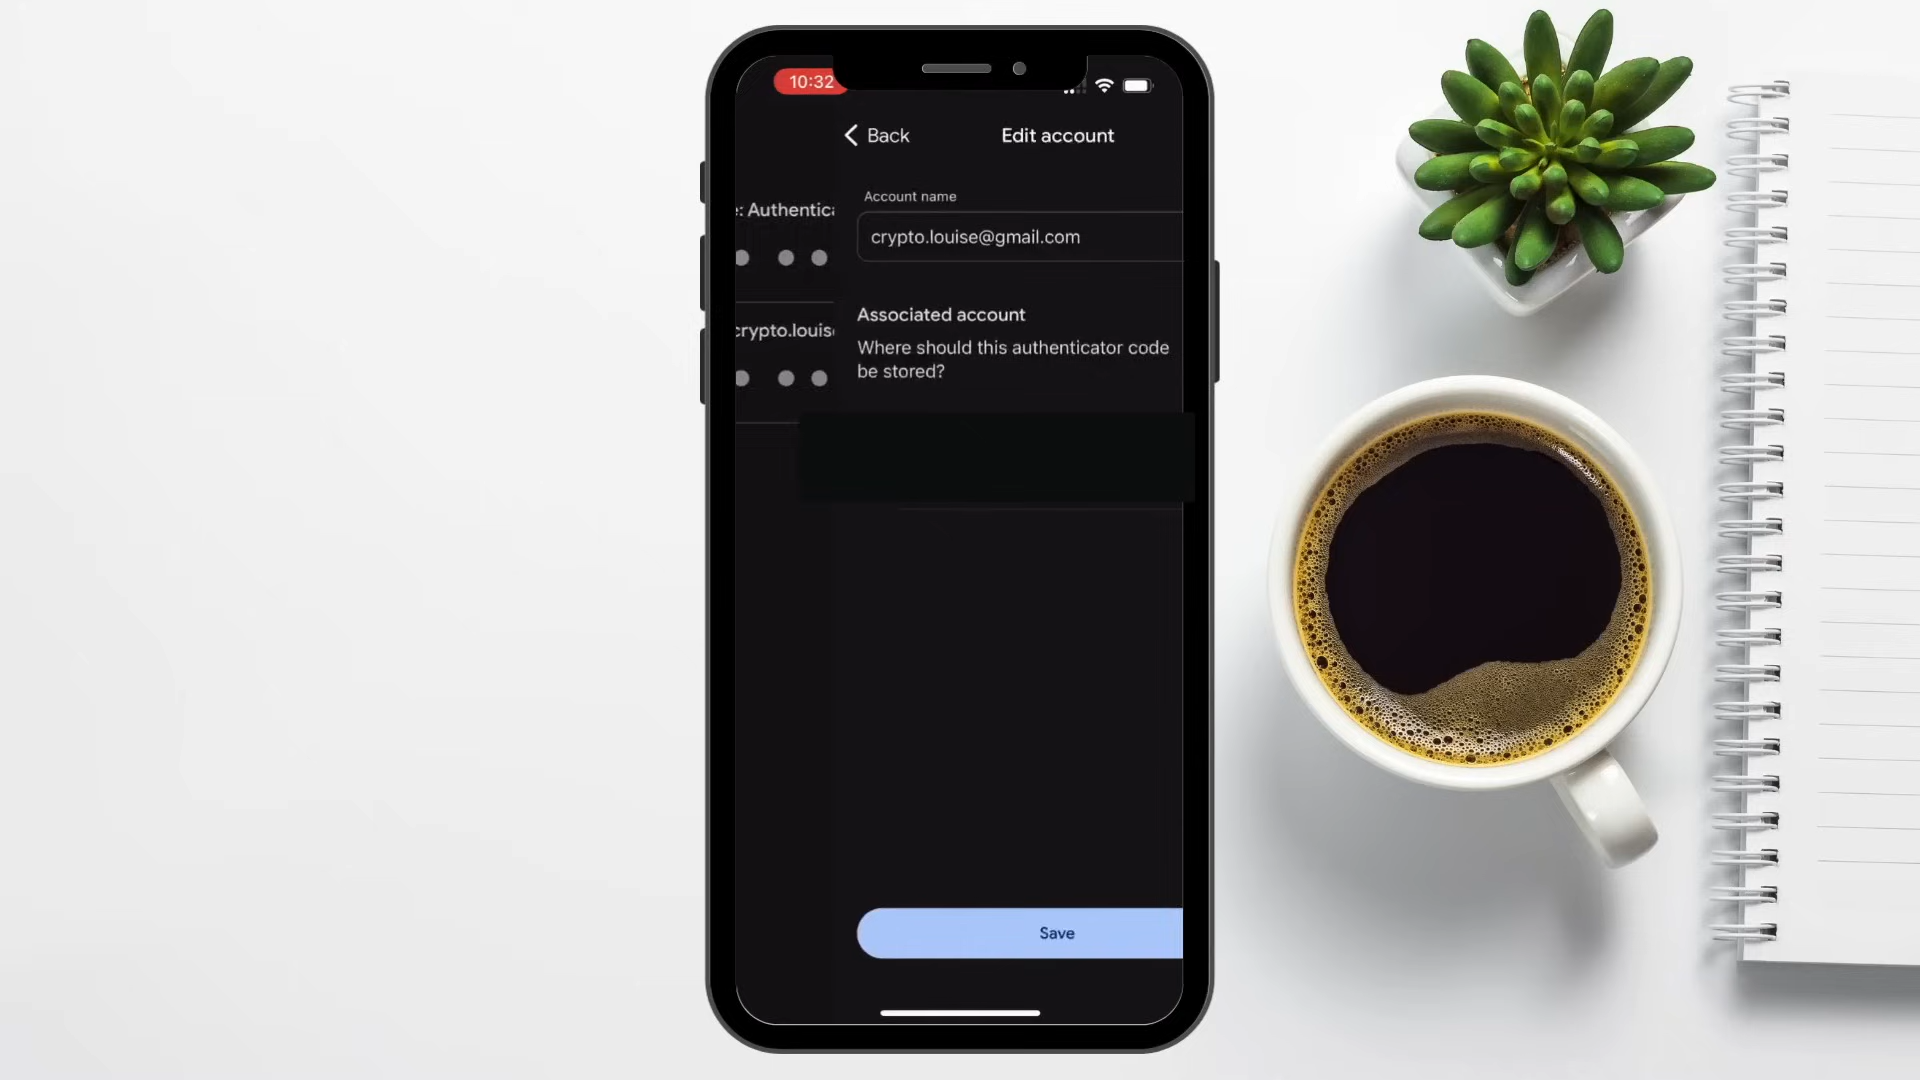 10:32
Back
Edit account
Account name
: Authentic
crypto.louise@gmail.com
Associated account
crypto.louis
Where should this authenticator code
be stored?
Save